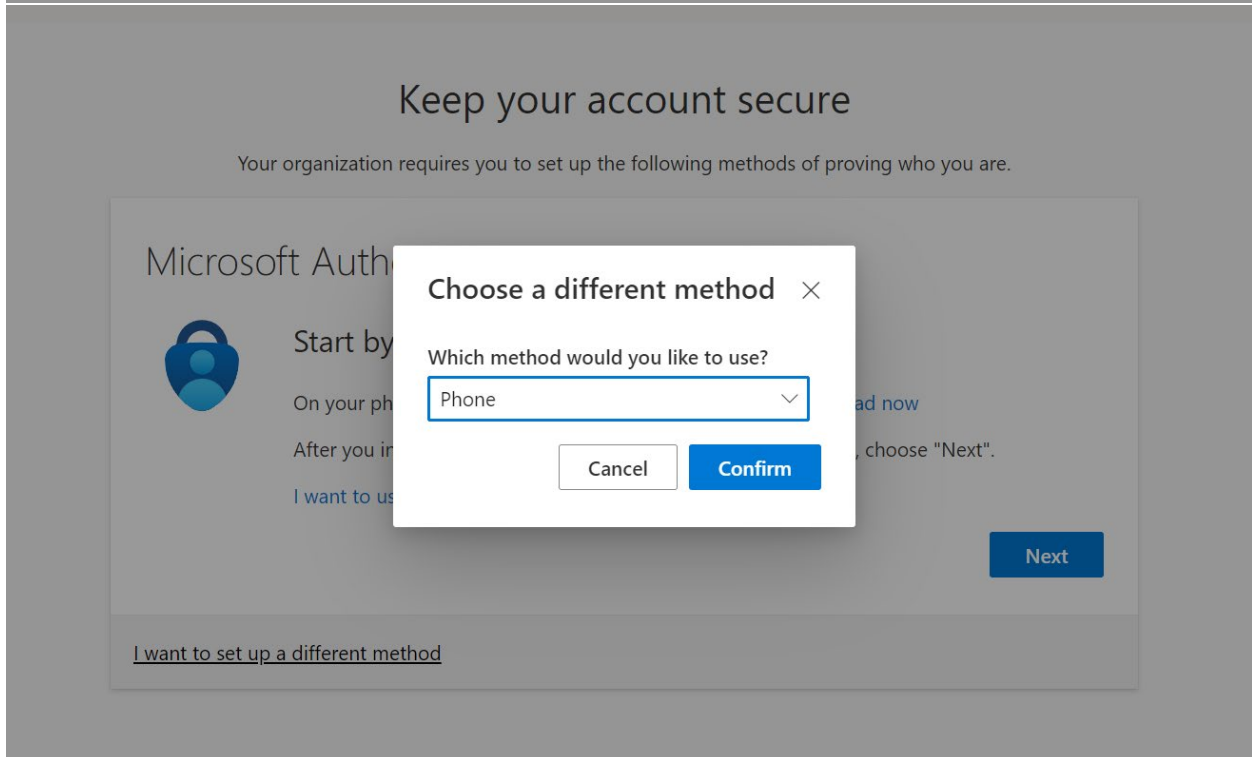 Keep your account secure
Your organization requires you to set up the following methods of proving who you are.
Microsoft Auth
Choose a different method
Start by
Which method would you like to use?
On your ph
Phone
ad now
After you in
, choose "Next".
Cancel
Confirm
I want to us
Next
I want to set up a different method